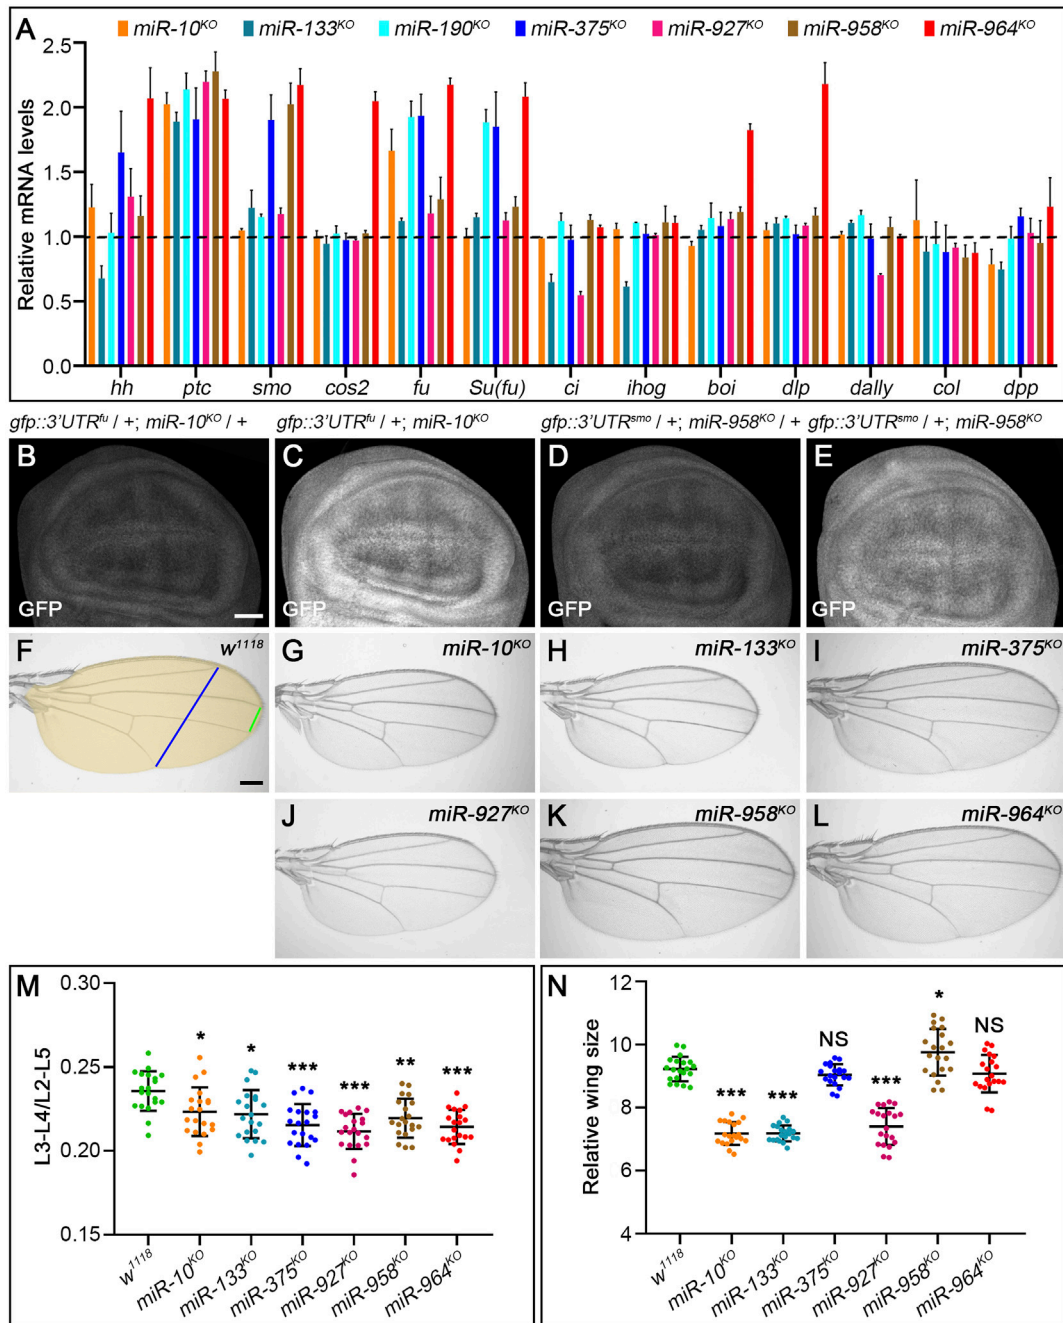 A miR-10KO miR-133KO miR-190KO miR-375KO miR-927KO miR-958KO miR-964KO
Relative mRNA levels
2.5
2.0
1.5
1.0
0.5
0.0
hh ptc smo cos2 fu Su(fu) ci ihog boi dlp dally col dpp
gfp::3'UTRfu / +; miR-10KO / + gfp::3'UTRfu / +; miR-10KO gfp::3'UTRsmo / +; miR-958KO / + gfp::3'UTRsmo / +; miR-958KO
B C D E
GFP GFP GFP GFP
F w1118 G miR-10KO H miR-133KO I miR-375KO
J miR-927KO K miR-958KO L miR-964KO
M
L3-L4/L2-L5
0.30
0.25
0.20
0.15
* * *** *** ** ***
w1118 miR-10KO miR-133KO miR-375KO miR-927KO miR-958KO miR-964KO
N
Relative wing size
12
10
8
6
4
*** *** NS *** * NS
w1118 miR-10KO miR-133KO miR-375KO miR-927KO miR-958KO miR-964KO